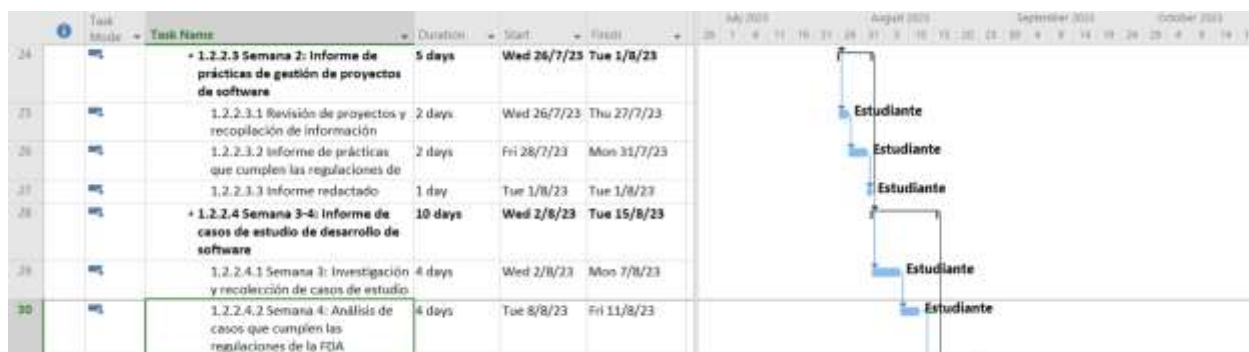 July 2023 August 2023 September 2023 October 2023
Task Mode Task Name Duration Start Finish
24 1.2.2.3 Semana 2: Informe de 5 days Wed 26/7/23 Tue 1/8/23
prácticas de gestión de proyectos
de software
25 1.2.2.3.1 Revisión de proyectos y 2 days Wed 26/7/23 Thu 27/7/23 Estudiante
recopilación de información
26 1.2.2.3.2 Informe de prácticas 2 days Fri 28/7/23 Mon 31/7/23 Estudiante
que cumplen las regulaciones de
27 1.2.2.3.3 Informe redactado 1 day Tue 1/8/23 Tue 1/8/23 Estudiante
28 1.2.2.4 Semana 3-4: Informe de 10 days Wed 2/8/23 Tue 15/8/23
casos de estudio de desarrollo de
software
29 1.2.2.4.1 Semana 3: Investigación 4 days Wed 2/8/23 Mon 7/8/23 Estudiante
y recolección de casos de estudio
30 1.2.2.4.2 Semana 4: Análisis de 4 days Tue 8/8/23 Fri 11/8/23 Estudiante
casos que cumplen las
regulaciones de la FDA